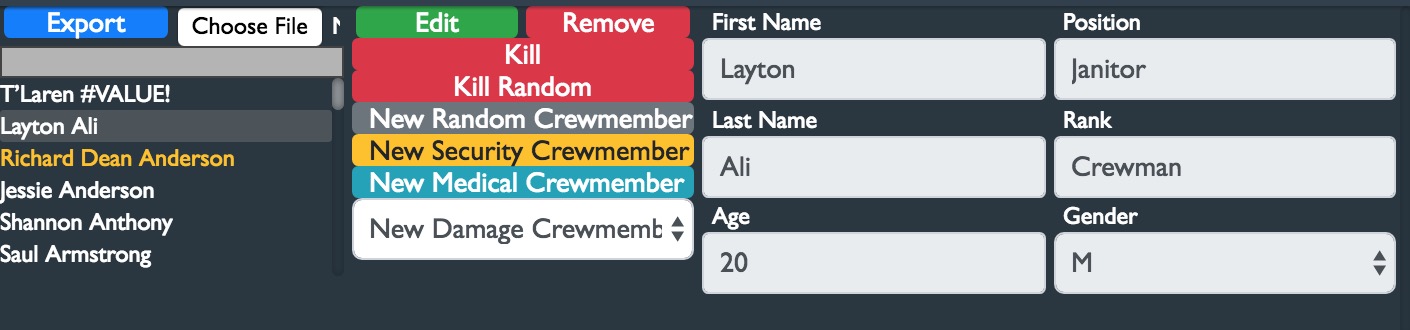 Export Choose File
T'Laren #VALUE!
Layton Ali
Richard Dean Anderson
Jessie Anderson
Shannon Anthony
Saul Armstrong
Edit Remove
Kill
Kill Random
New Random Crewmember
New Security Crewmember
New Medical Crewmember
New Damage Crewmemb
First Name
Layton
Position
Janitor
Last Name
Ali
Rank
Crewman
Age
20
Gender
M